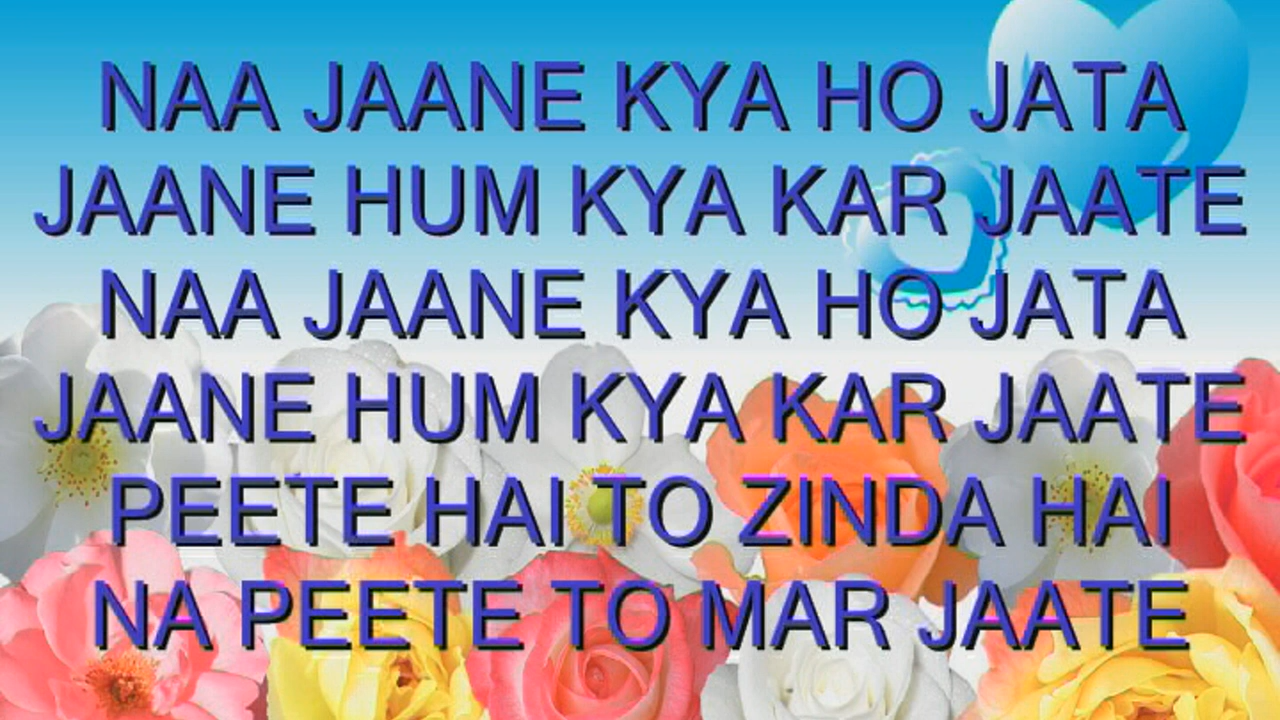 NAA JAANE KYA HO JATA
JAANE HUM KYA KAR JAATE
NAA JAANE KYA HO JATA
JAANE HUM KYA KAR JAATE
PEETE HAI TO ZINDA HAI
NA PEETE TO MAR JAATE